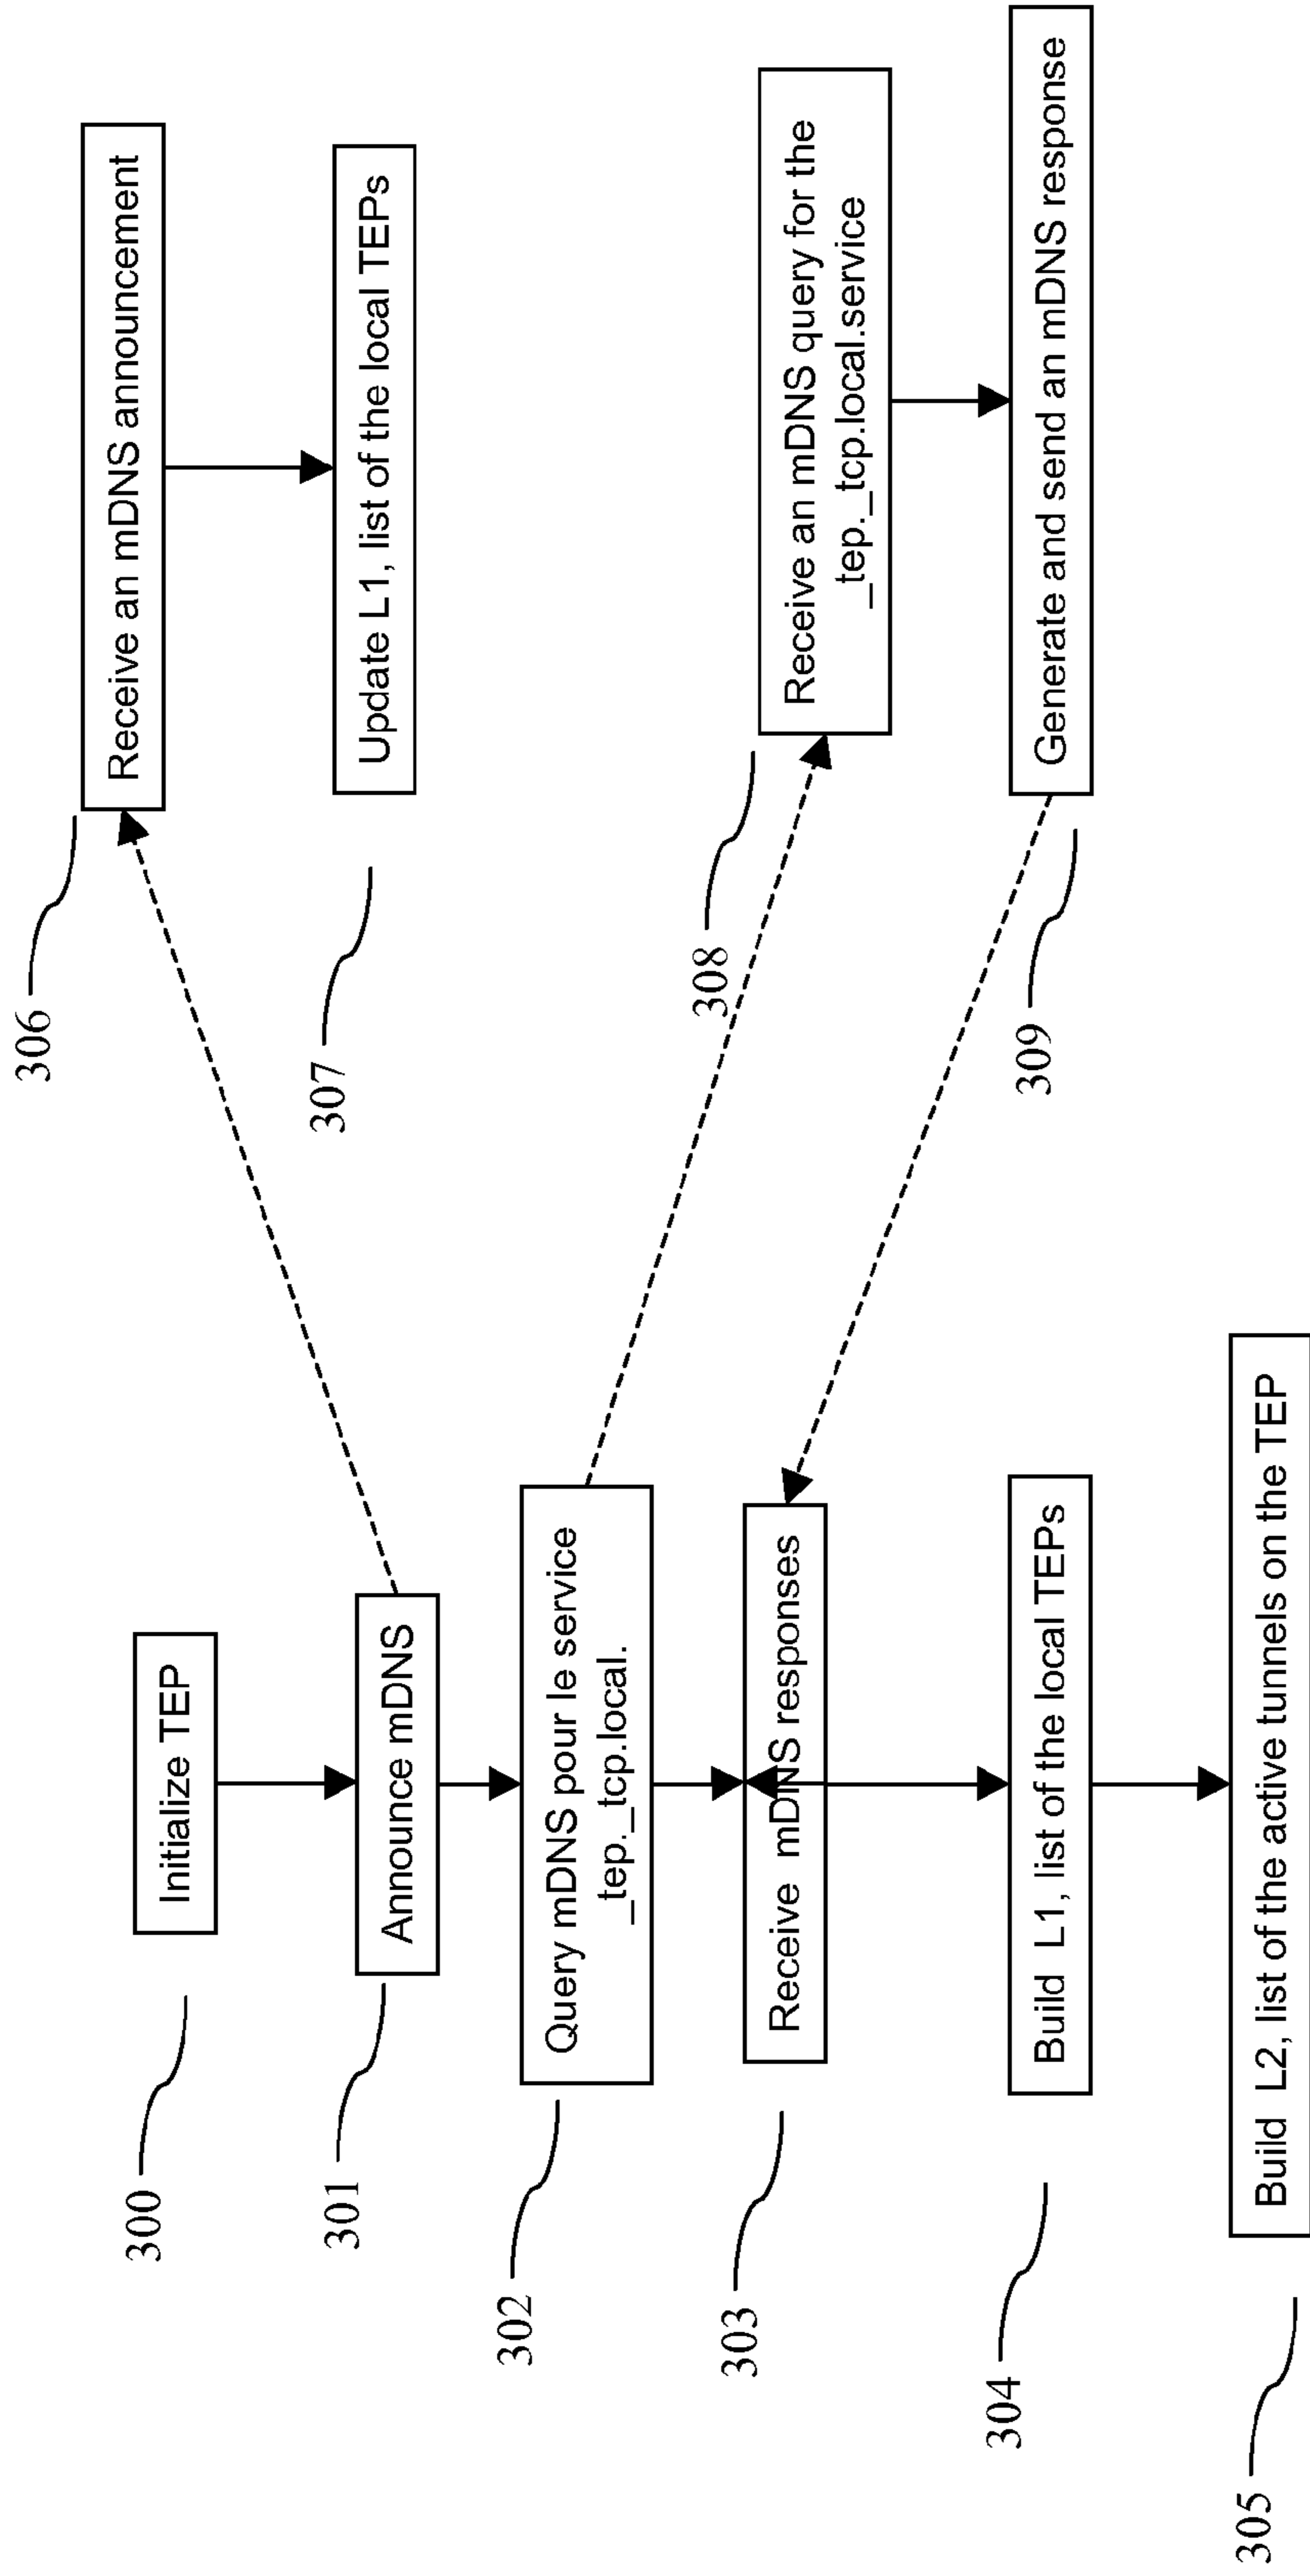 300
Initialize TEP
301
Announce mDNS
302
Query mDNS pour le service
_tep._tcp.local.
303
Receive mDNS responses
304
Build L1, list of the local TEPs
305
Build L2, list of the active tunnels on the TEP
306
Receive an mDNS announcement
307
Update L1, list of the local TEPs
308
Receive an mDNS query for the
_tep._tcp.local.service
309
Generate and send an mDNS response